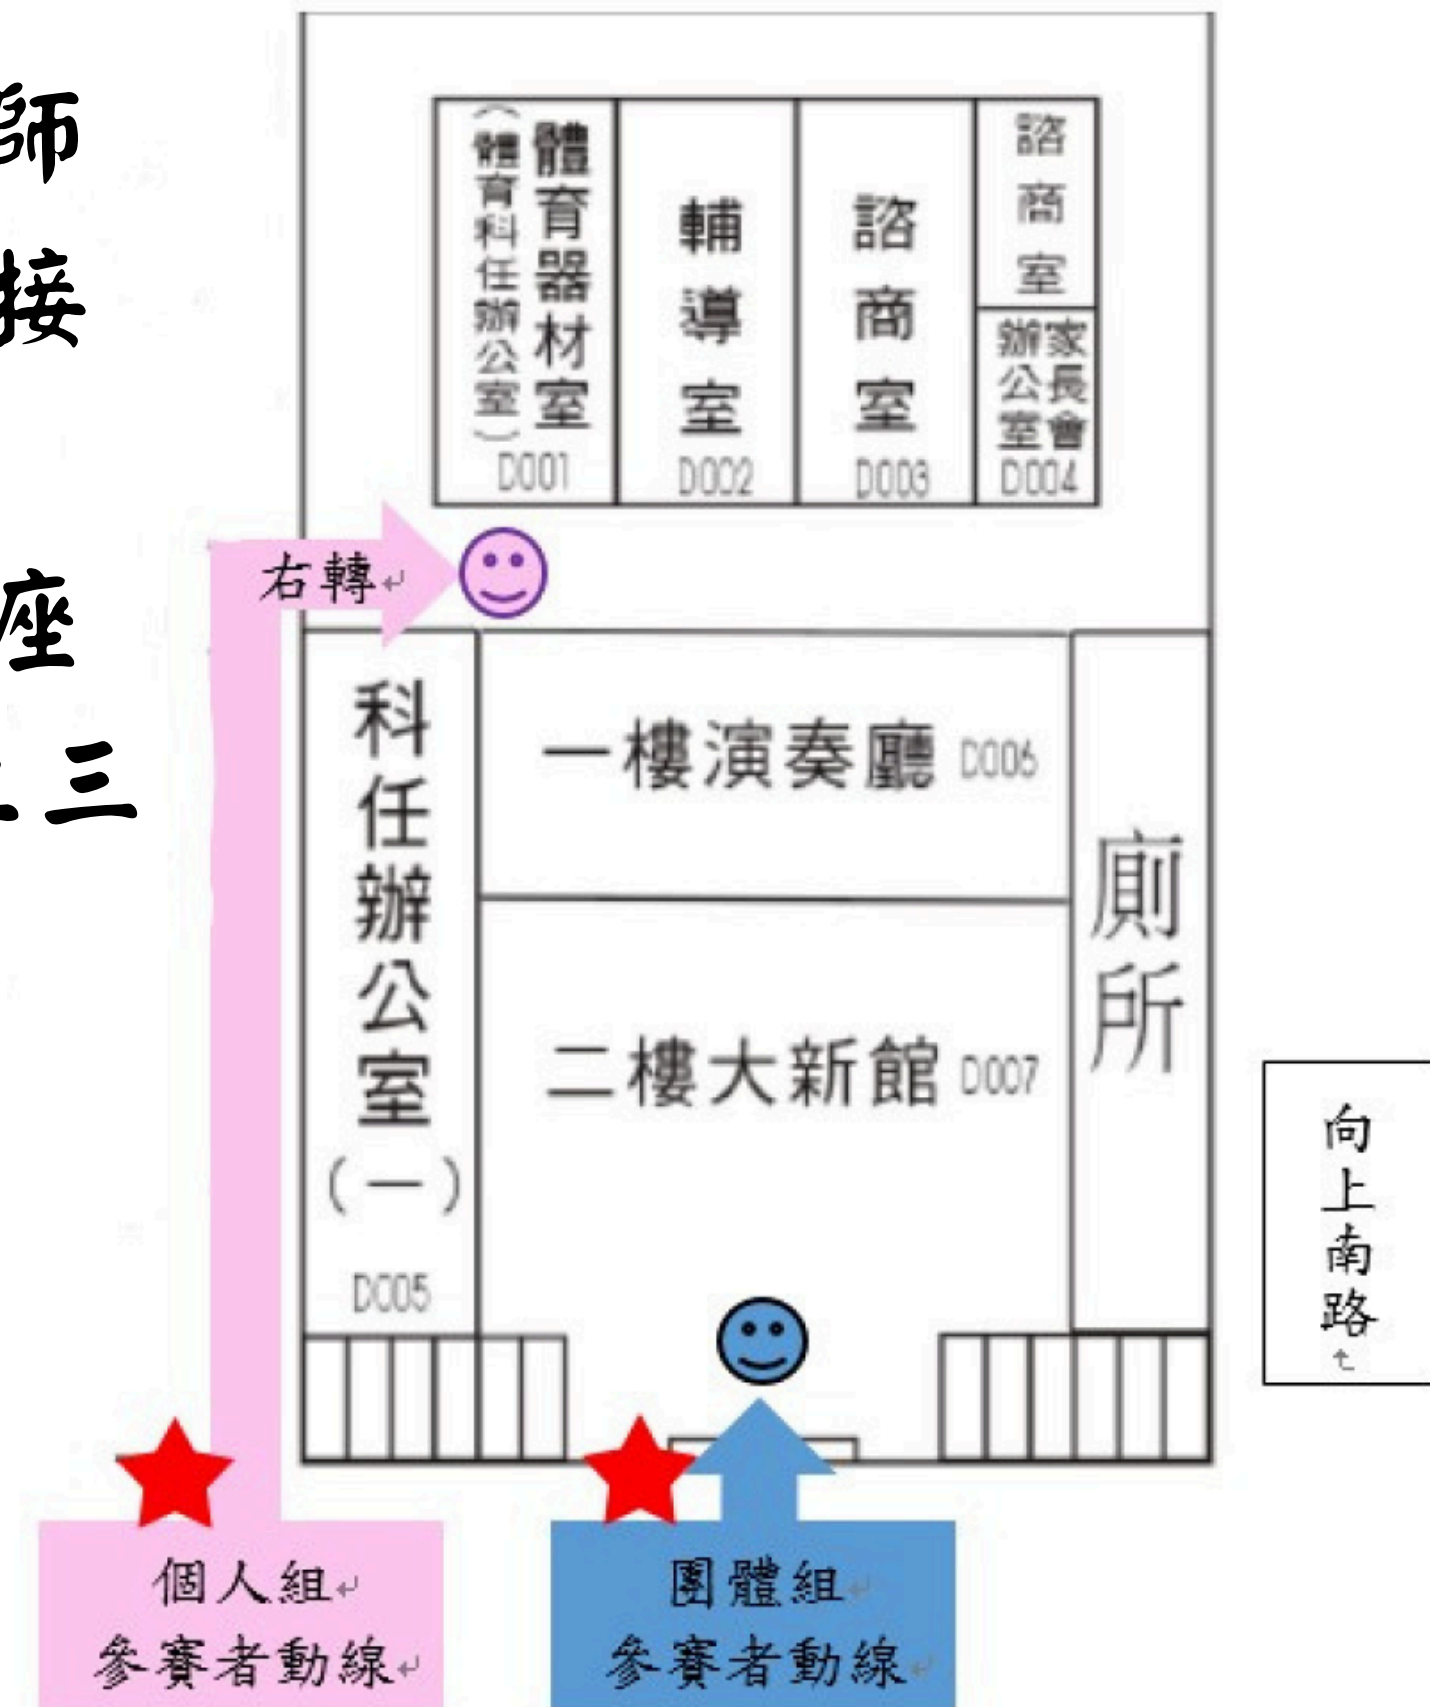 師
接
座
三
體育器材室
(體育科任辦公室)
D001
輔導室
D002
諮商室
D003
諮商室
家長會
辦公室
D004
右轉
科任辦公室
(一)
D005
一樓演奏廳 D006
二樓大新館 D007
廁所
向上南路
個人組
參賽者動線
團體組
參賽者動線